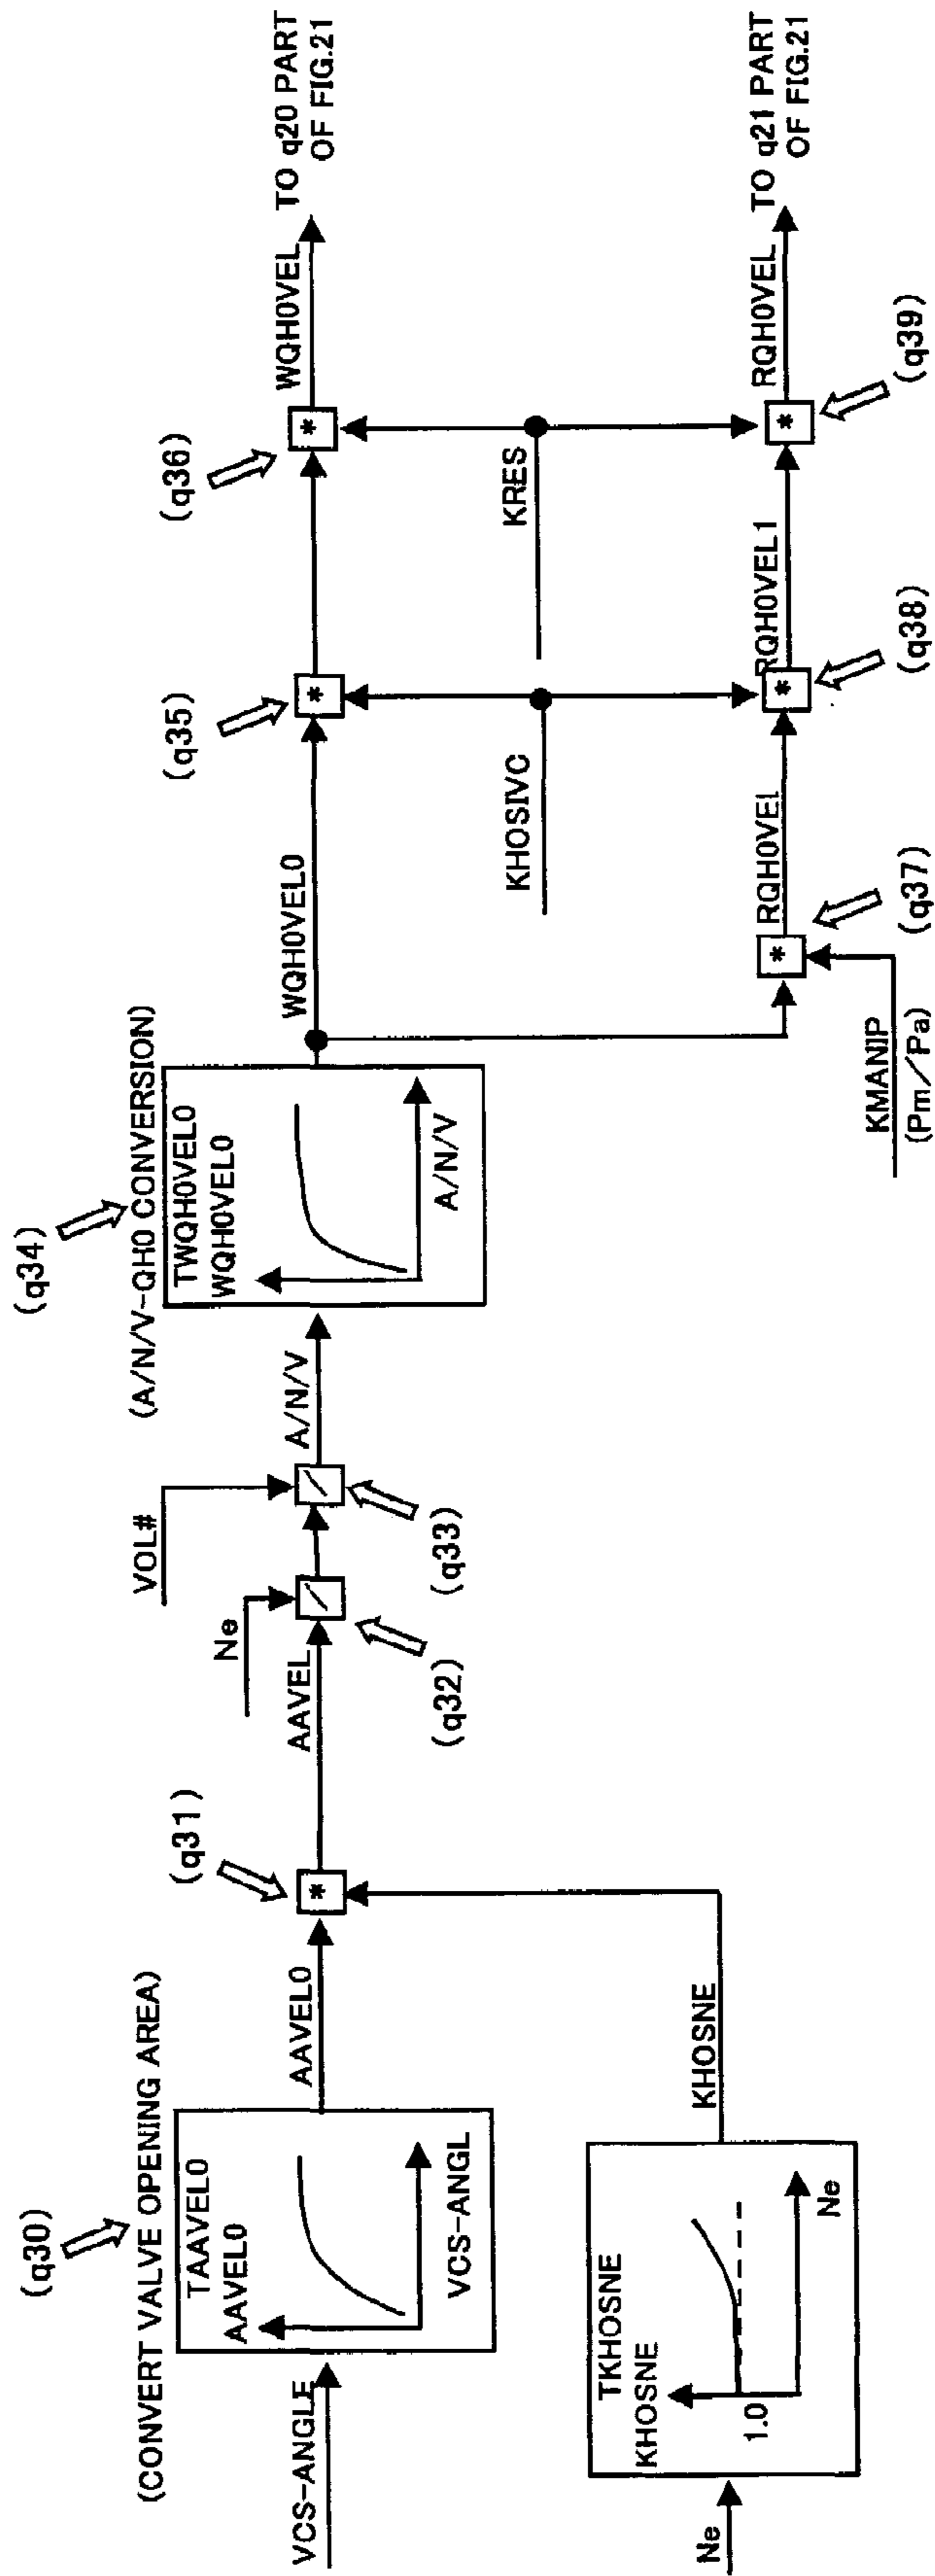 (q30)
(CONVERT VALVE OPENING AREA)
TAAVEL0
AAVEL0
VCS-ANGL
VCS-ANGLE
AAVEL0
(q31)
TKHOSNE
KHOSNE
1.0
Ne
Ne
KHOSNE
*
AAVEL
Ne
/
(q32)
VOL#
/
(q33)
A/N/V
(q34)
(A/N/V-QH0 CONVERSION)
TWQH0VEL0
WQH0VEL0
A/N/V
WQH0VEL0
(q35)
*
(q36)
*
WQH0VEL
TO q20 PART
OF FIG.21
KHOSIVC
KRES
KMANIP
(Pm/Pa)
*
(q37)
RQH0VEL
*
(q38)
RQH0VEL1
*
(q39)
RQH0VEL
TO q21 PART
OF FIG.21